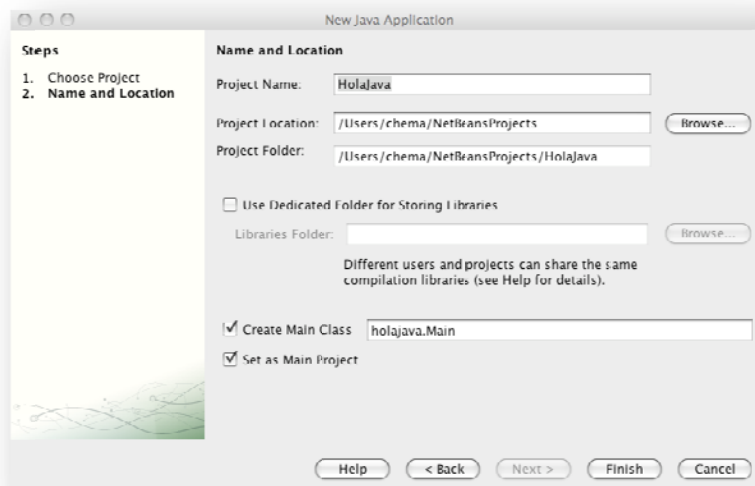 New Java Application
Steps
1. Choose Project
2. Name and Location
Name and Location
Project Name: HolaJava
Project Location: /Users/chema/NetBeansProjects Browse...
Project Folder: /Users/chema/NetBeansProjects/HolaJava
Use Dedicated Folder for Storing Libraries
Libraries Folder: Browse...
Different users and projects can share the same
compilation libraries (see Help for details).
Create Main Class holajava.Main
Set as Main Project
Help < Back Next > Finish Cancel